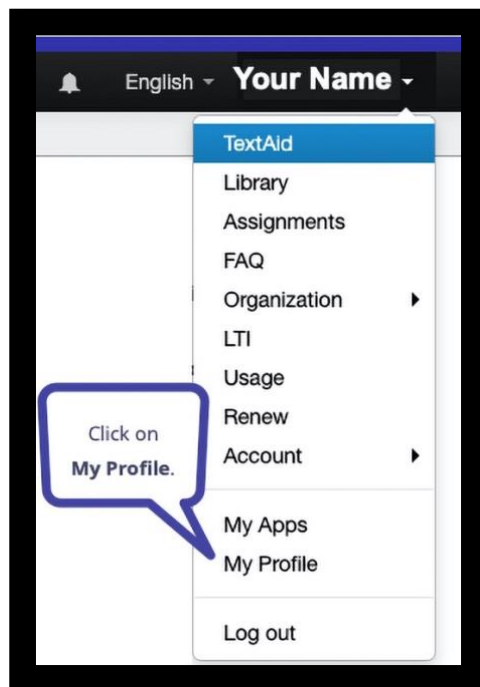 English Your Name
TextAid
Library
Assignments
FAQ
Organization
LTI
Usage
Renew
Account
Click on
My Profile.
My Apps
My Profile
Log out